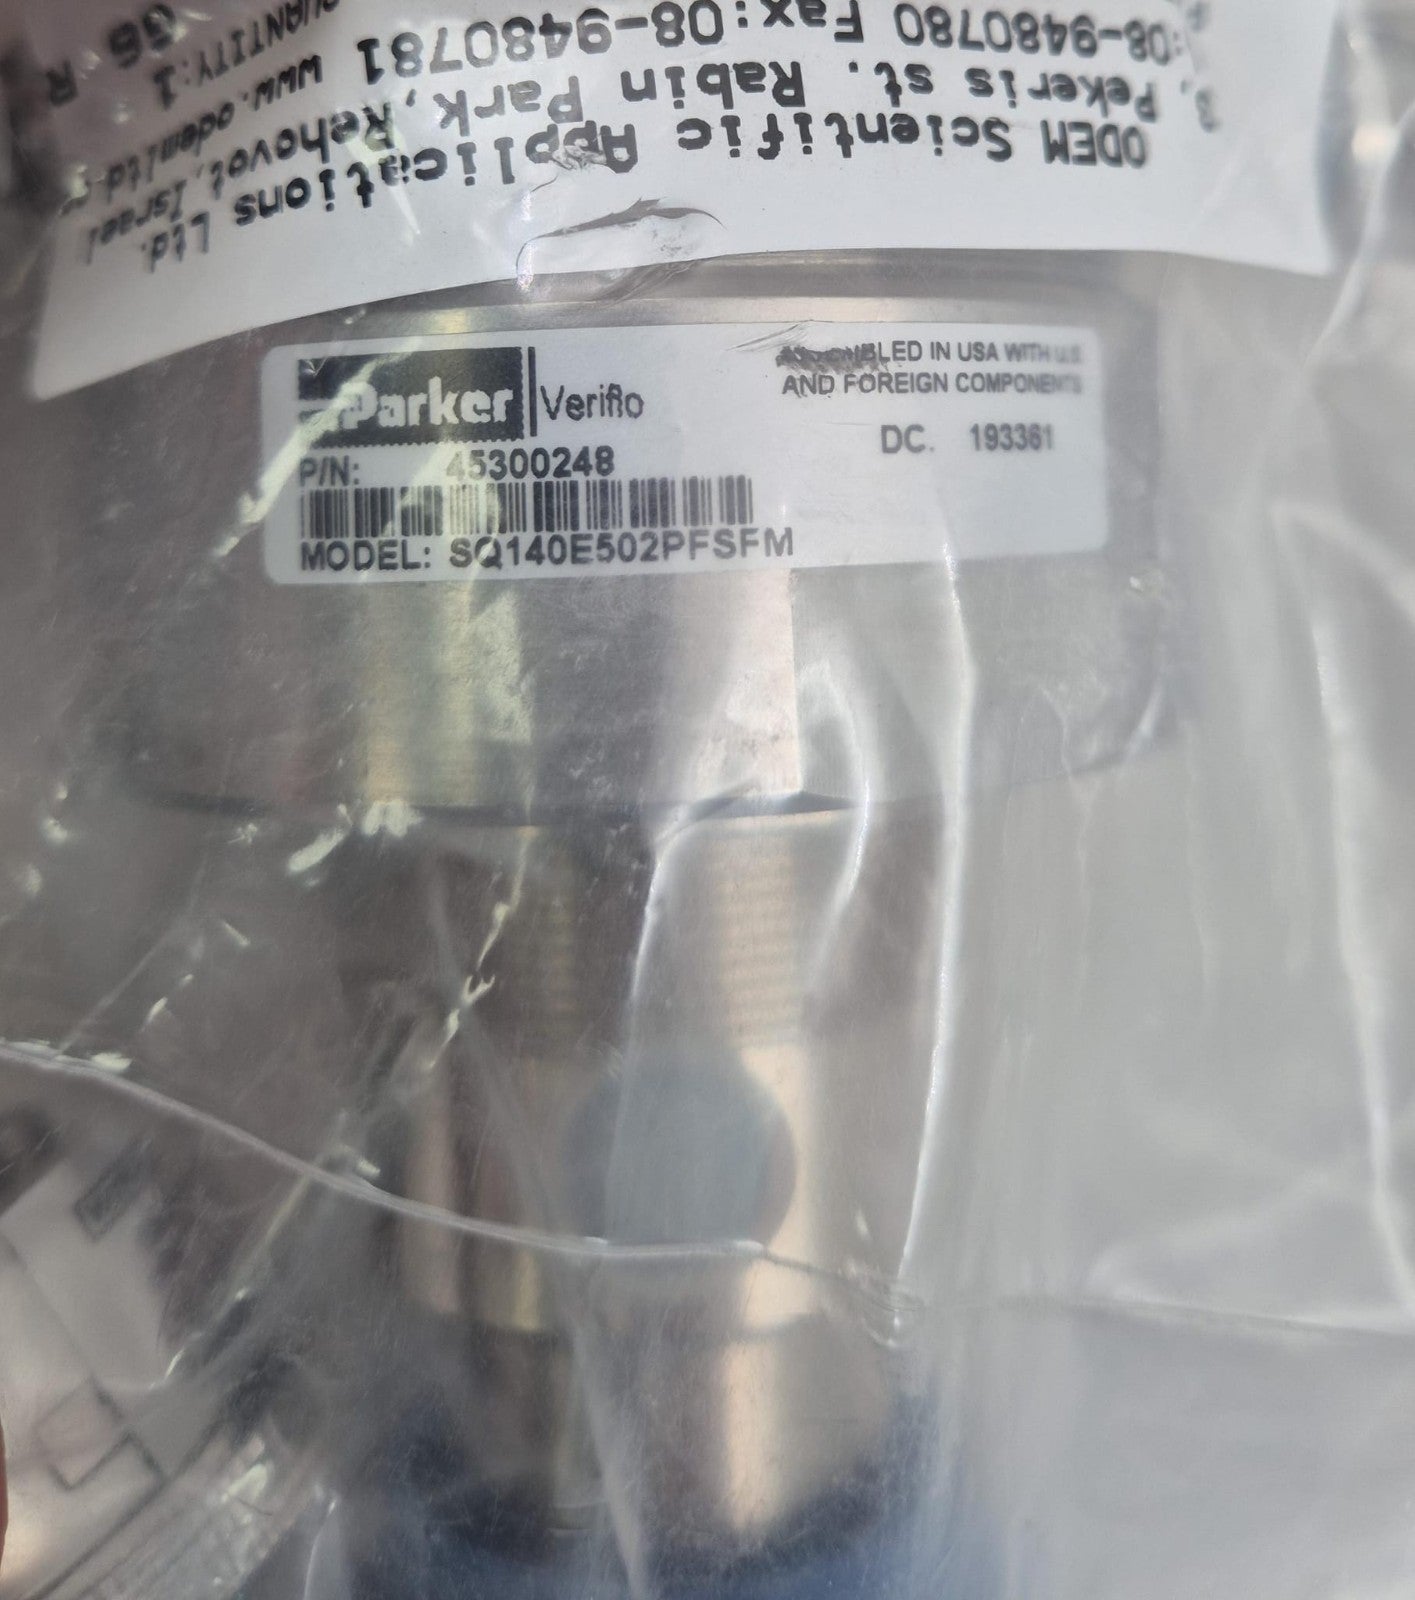 ODEM Scientific Applications Ltd.
3, Pekeris st. Rabin Park, Rehovot, Israel
:08-9480780 Fax:08-9480781 www.odemltd.
QUANTITY:1
Parker Veriflo
P/N: 45300248
MODEL: SQ140E502PFSFM
BLED IN USA WITH U.S
AND FOREIGN COMPONENTS
DC. 193361